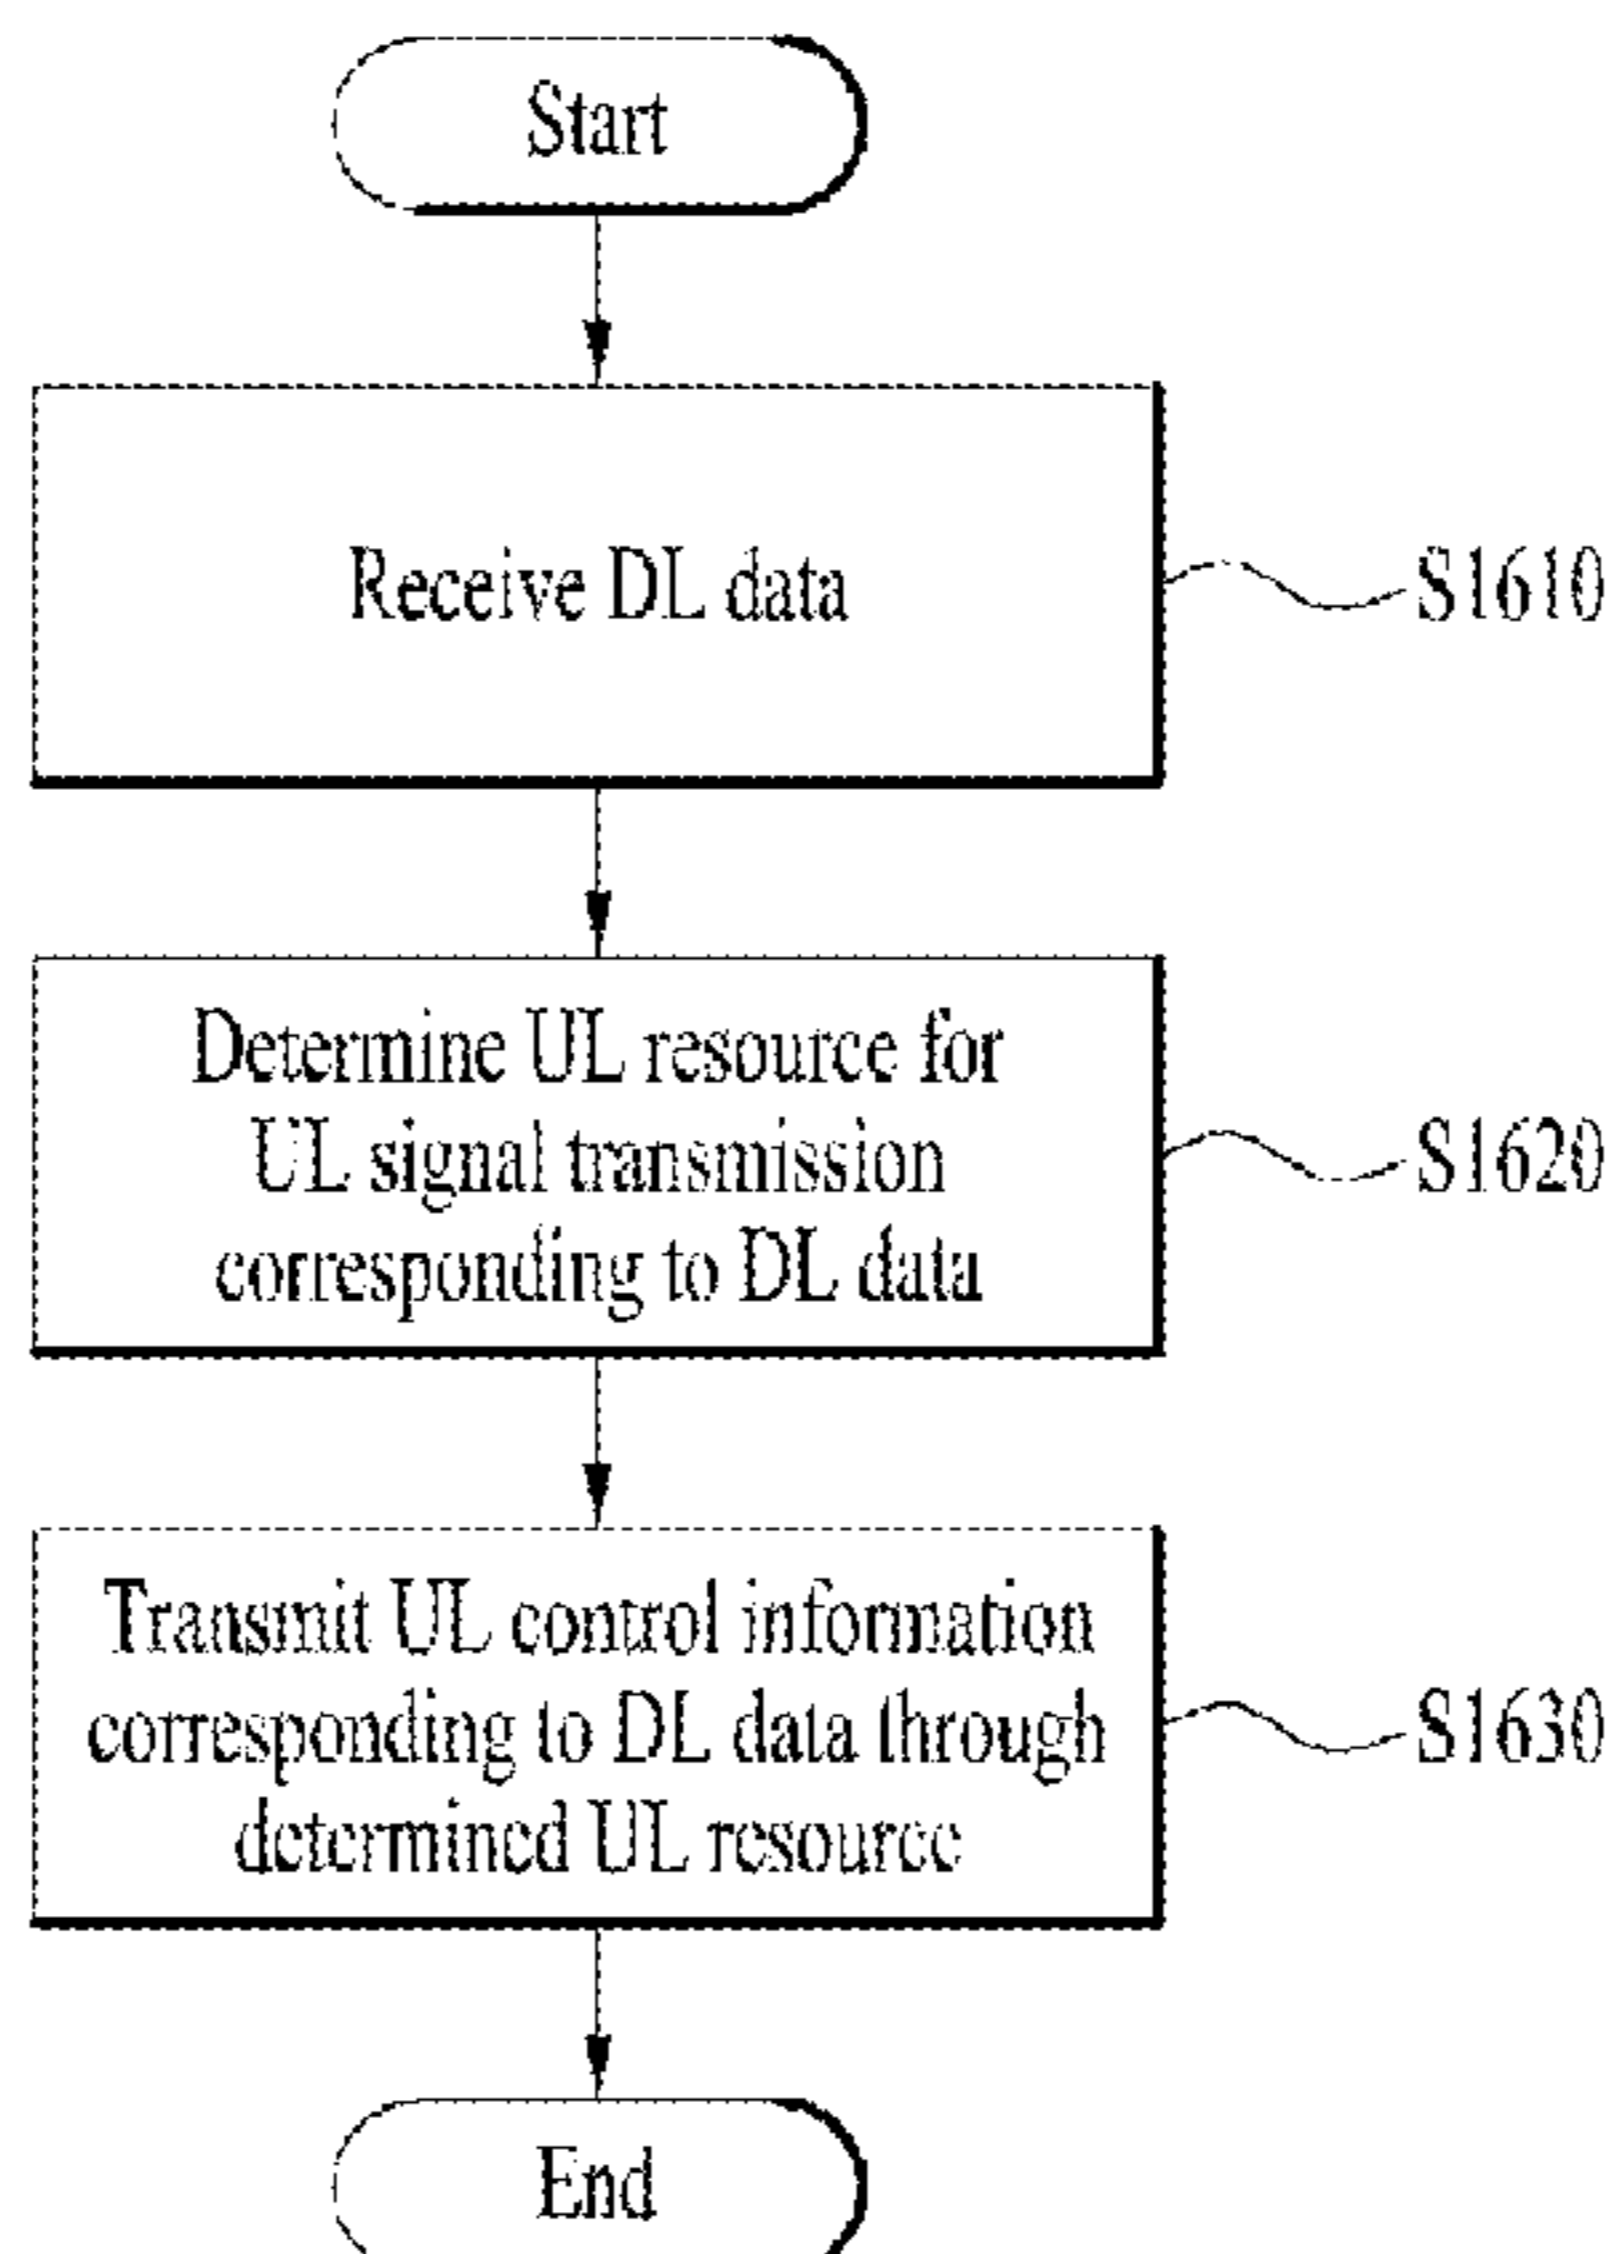 Start
Receive DL data
S1610
Determine UL resource for
UL signal transmission
corresponding to DL data
S1620
Transmit UL control information
corresponding to DL data through
determined UL resource
S1630
End